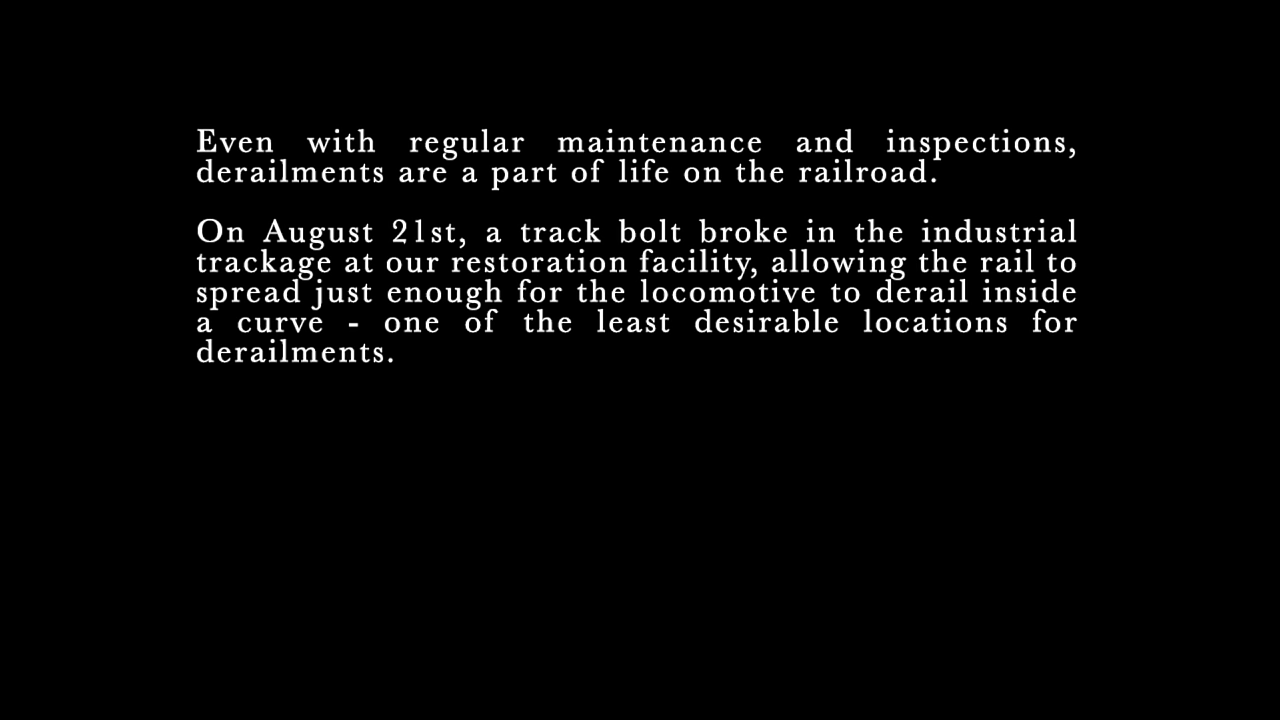 Even with regular maintenance and inspections,
derailments are a part of life on the railroad.
On August 21st, a track bolt broke in the industrial
trackage at our restoration facility, allowing the rail to
spread just enough for the locomotive to derail inside
a curve - one of the least desirable locations for
derailments.